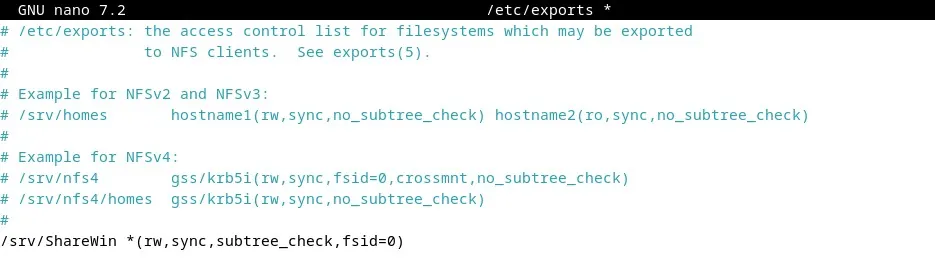 GNU nano 7.2 /etc/exports *
# /etc/exports: the access control list for filesystems which may be exported
# to NFS clients. See exports(5).
#
# Example for NFSv2 and NFSv3:
# /srv/homes hostname1(rw,sync,no_subtree_check) hostname2(ro,sync,no_subtree_check)
#
# Example for NFSv4:
# /srv/nfs4 gss/krb5i(rw,sync,fsid=0,crossmnt,no_subtree_check)
# /srv/nfs4/homes gss/krb5i(rw,sync,no_subtree_check)
#
/srv/ShareWin *(rw,sync,subtree_check,fsid=0)